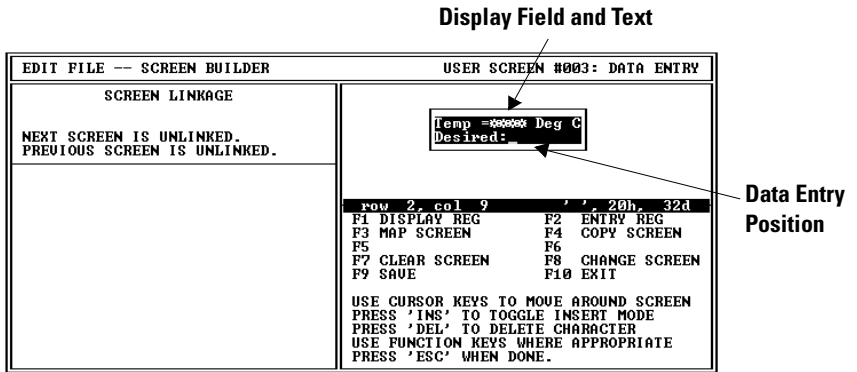 Display Field and Text
EDIT FILE -- SCREEN BUILDER
USER SCREEN #003: DATA ENTRY
SCREEN LINKAGE
NEXT SCREEN IS UNLINKED.
PREVIOUS SCREEN IS UNLINKED.
Temp =**** Deg C
Desired:_
Data Entry
Position
row 2, col 9 ' ', 20h, 32d
F1 DISPLAY REG F2 ENTRY REG
F3 MAP SCREEN F4 COPY SCREEN
F5 F6
F7 CLEAR SCREEN F8 CHANGE SCREEN
F9 SAVE F10 EXIT
USE CURSOR KEYS TO MOVE AROUND SCREEN
PRESS 'INS' TO TOGGLE INSERT MODE
PRESS 'DEL' TO DELETE CHARACTER
USE FUNCTION KEYS WHERE APPROPRIATE
PRESS 'ESC' WHEN DONE.